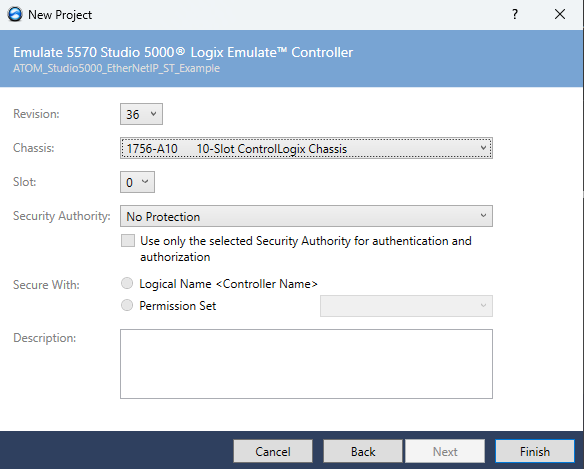 New Project
?
Emulate 5570 Studio 5000® Logix Emulate™ Controller
ATOM_Studio5000_EtherNetIP_ST_Example
Revision: 36
Chassis: 1756-A10 10-Slot ControlLogix Chassis
Slot: 0
Security Authority: No Protection
Use only the selected Security Authority for authentication and
authorization
Secure With: Logical Name <Controller Name>
Permission Set
Description:
Cancel Back Next Finish